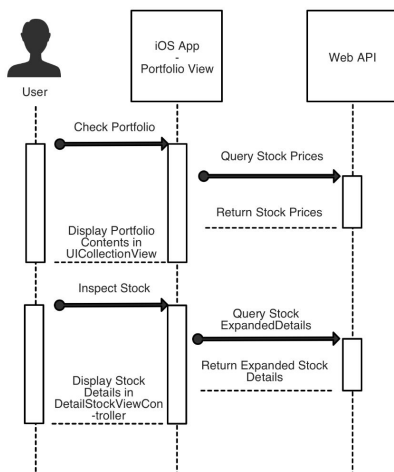 iOS App
-
Portfolio View
Web API
User
Check Portfolio
Query Stock Prices
Return Stock Prices
Display Portfolio
Contents in
UICollectionView
Inspect Stock
Query Stock
ExpandedDetails
Return Expanded Stock
Details
Display Stock
Details in
DetailStockViewCon
-troller